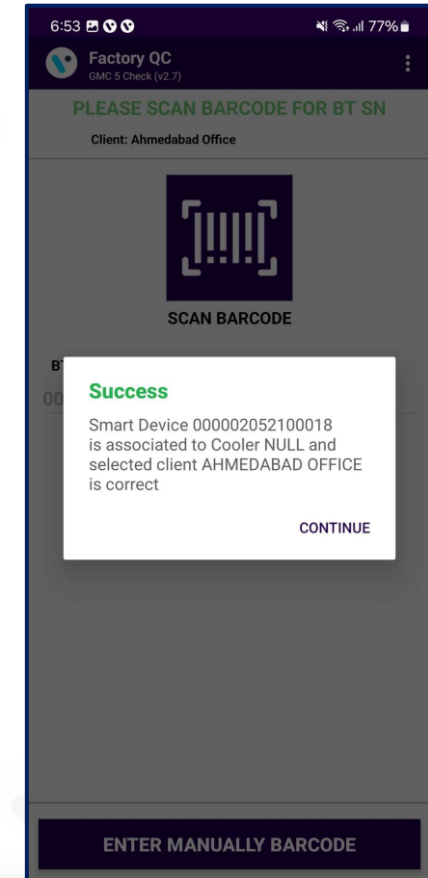 6:53 77%
Factory QC
GMC 5 Check (v2.7)
PLEASE SCAN BARCODE FOR BT SN
Client: Ahmedabad Office
SCAN BARCODE
Success
Smart Device 000002052100018
is associated to Cooler NULL and
selected client AHMEDABAD OFFICE
is correct
CONTINUE
ENTER MANUALLY BARCODE